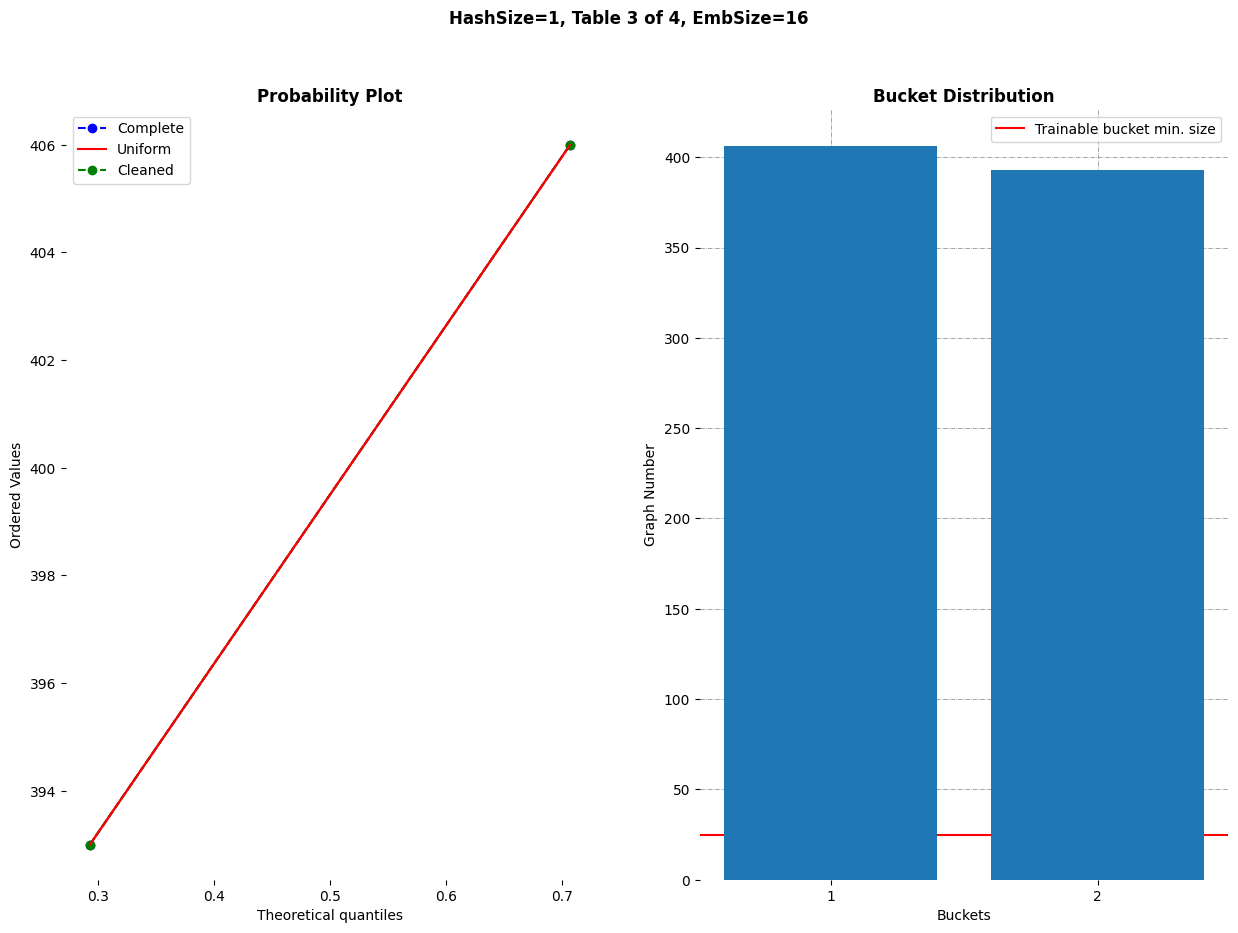 HashSize=1, Table 3 of 4, EmbSize=16
Probability Plot
Complete
Uniform
Cleaned
406
404
402
400
398
396
394
Ordered Values
0.3 0.4 0.5 0.6 0.7
Theoretical quantiles
Bucket Distribution
Trainable bucket min. size
400
350
300
250
200
150
100
50
0
Graph Number
1 2
Buckets